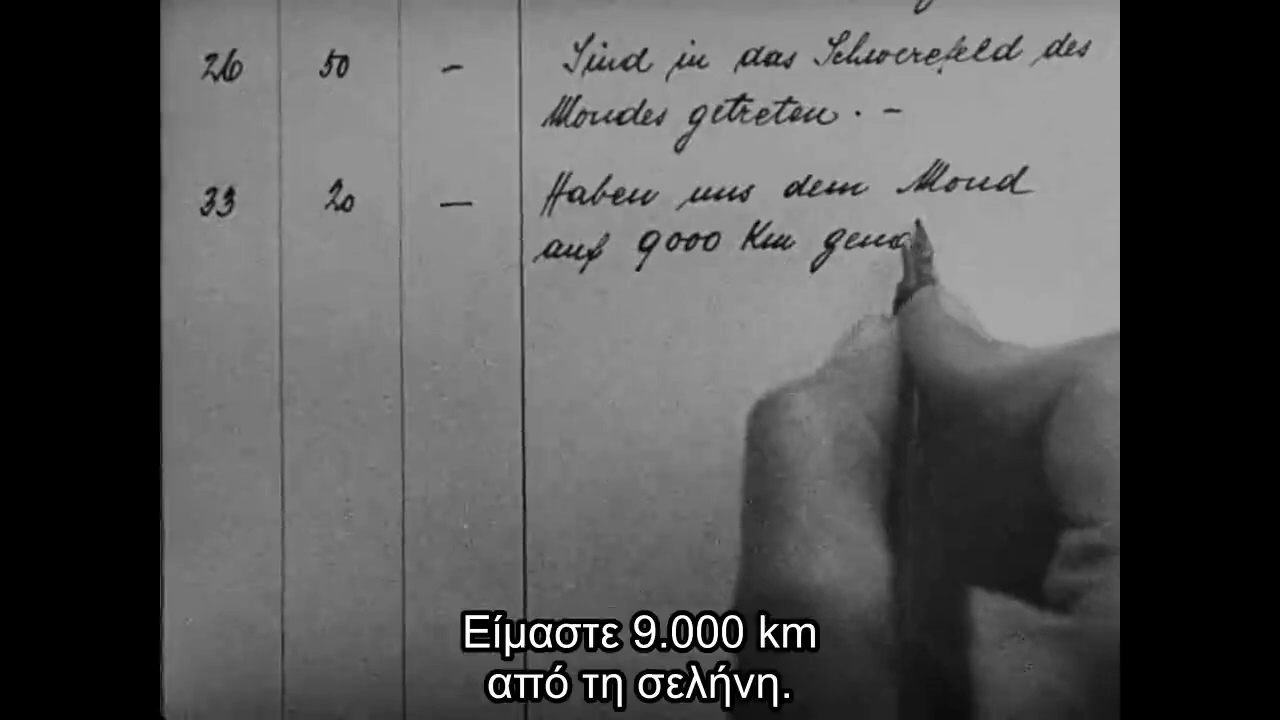 26 50 – Sind in das Schwerefeld des
Mondes getreten. –
33 20 — Haben uns dem Mond
auf 9000 Km gena
Είμαστε 9.000 km
από τη σελήνη.